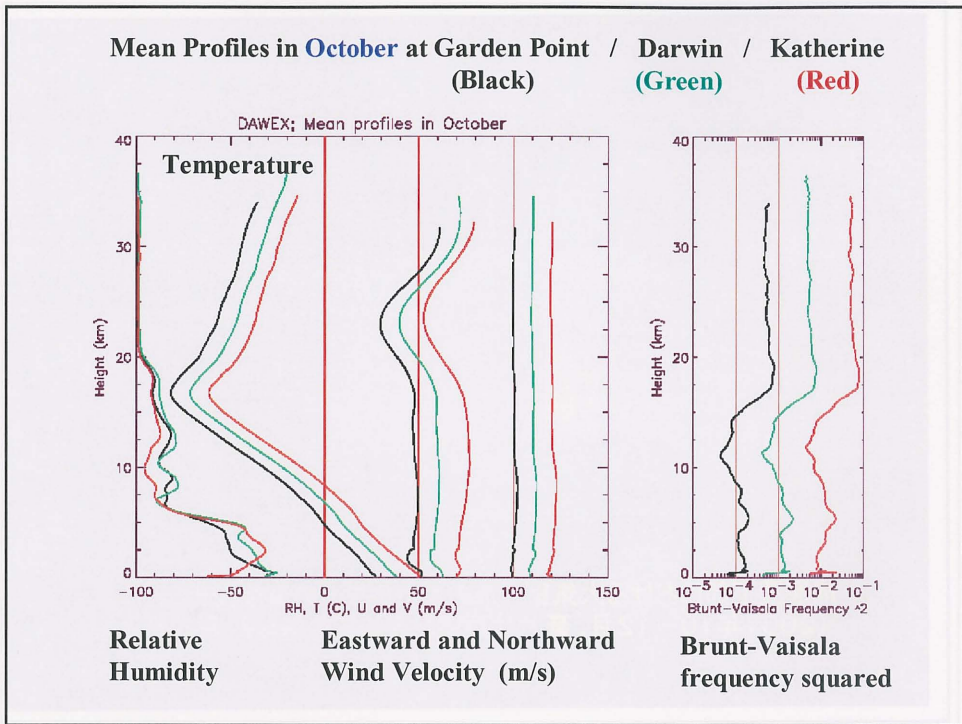 Mean Profiles in October at Garden Point / Darwin / Katherine
(Black) (Green) (Red)
DAWEX; Mean profiles in October
Temperature
Height (km)
40
30
20
10
0
-100 -50 0 50 100 150
RH, T (C), U and V (m/s)
Height (km)
40
30
20
10
0
10-5 10-4 10-3 10-2 10-1
Btunt-Vaisala Frequency ^2
Relative
Humidity
Eastward and Northward
Wind Velocity (m/s)
Brunt-Vaisala
frequency squared